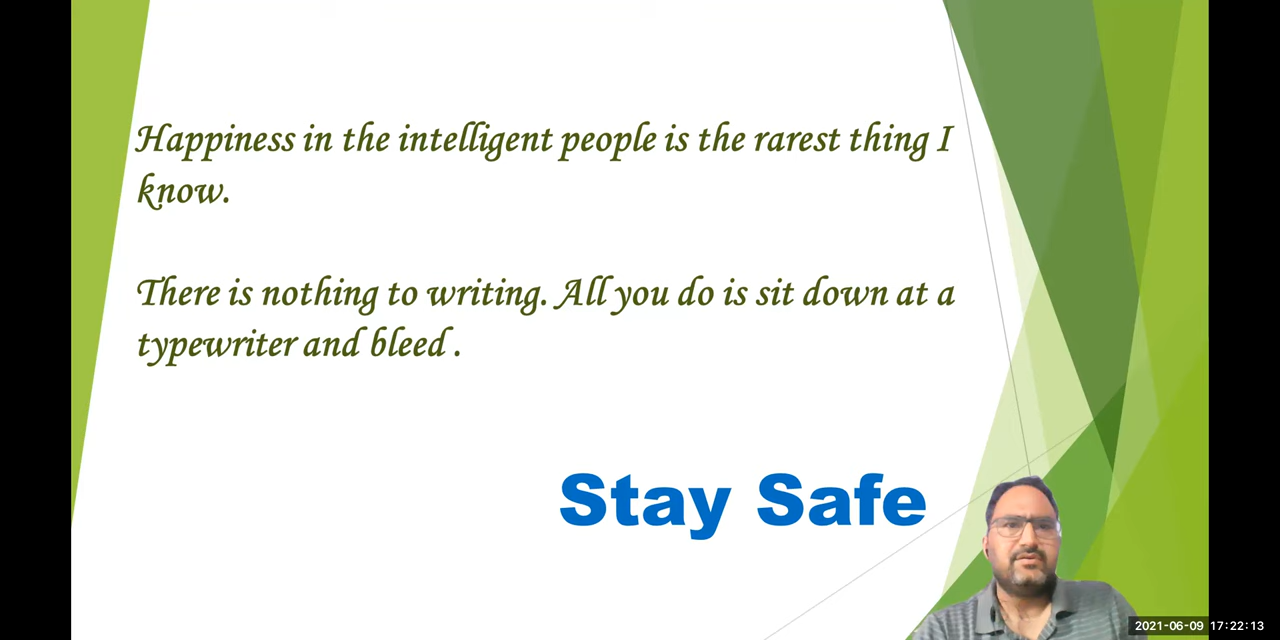 Happiness in the intelligent people is the rarest thing I
know.
There is nothing to writing. All you do is sit down at a
typewriter and bleed .
Stay Safe
2021-06-09 17:22:13